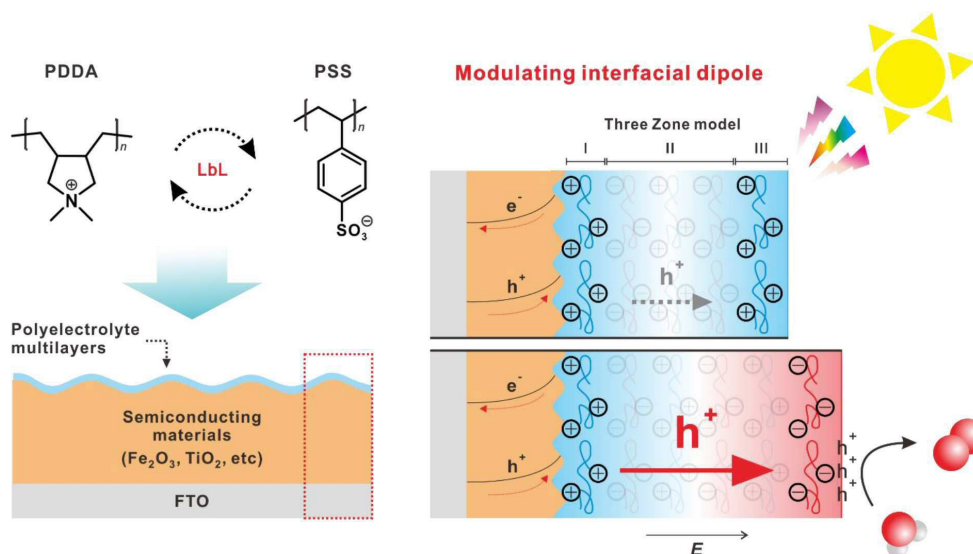 PDDA
PSS
n
n
LbL
⊕
N
SO₃⊖
Polyelectrolyte
multilayers
Semiconducting
materials
(Fe₂O₃, TiO₂, etc)
FTO
Modulating interfacial dipole
Three Zone model
I II III
e⁻
h⁺
h⁺
e⁻
h⁺
h⁺
h⁺
h⁺
h⁺
E